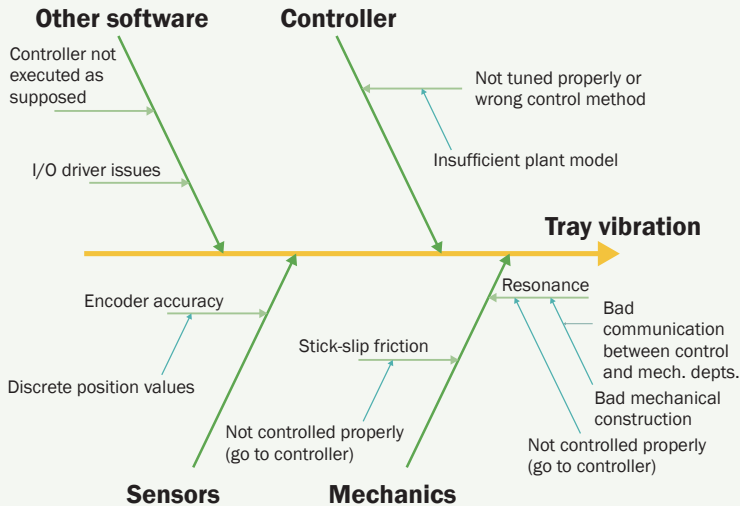 Other software
Controller
Controller not
executed as
supposed
Not tuned properly or
wrong control method
Insufficient plant model
I/O driver issues
Tray vibration
Encoder accuracy
Resonance
Bad
communication
between control
and mech. depts.
Stick-slip friction
Discrete position values
Bad mechanical
construction
Not controlled properly
(go to controller)
Not controlled properly
(go to controller)
Sensors
Mechanics